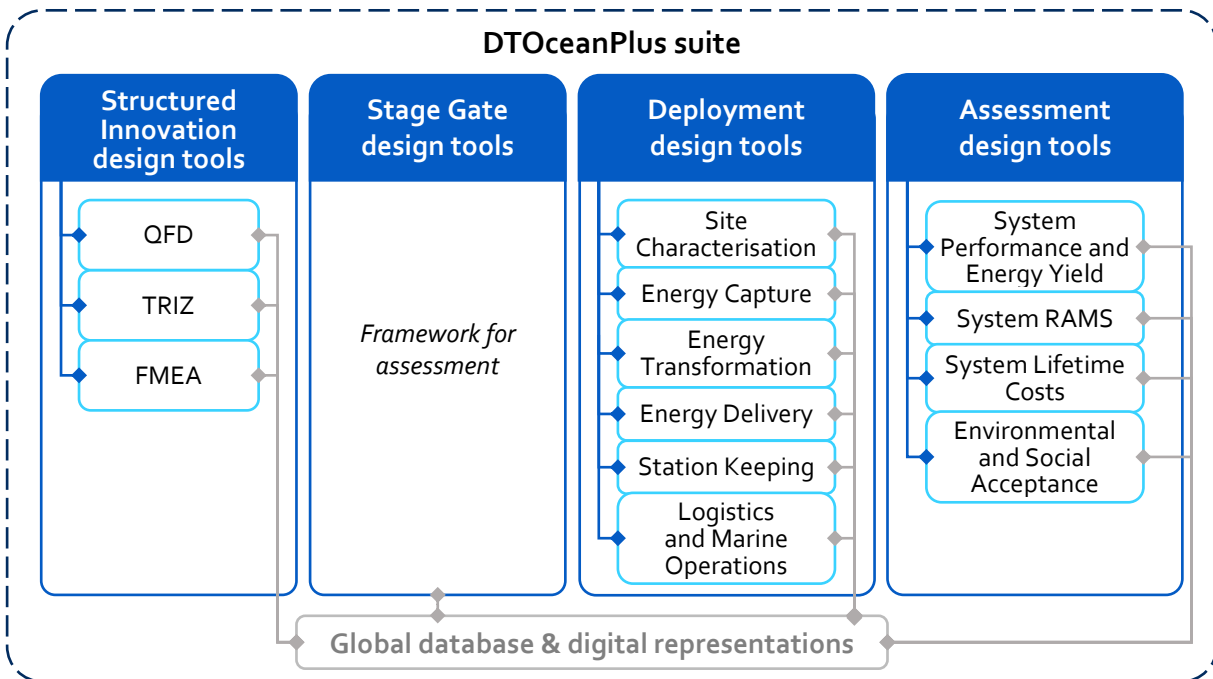 DTOceanPlus suite
Structured
Innovation
design tools
QFD
TRIZ
FMEA
Stage Gate
design tools
Framework for
assessment
Deployment
design tools
Site
Characterisation
Energy Capture
Energy
Transformation
Energy Delivery
Station Keeping
Logistics
and Marine
Operations
Assessment
design tools
System
Performance and
Energy Yield
System RAMS
System Lifetime
Costs
Environmental
and Social
Acceptance
Global database & digital representations